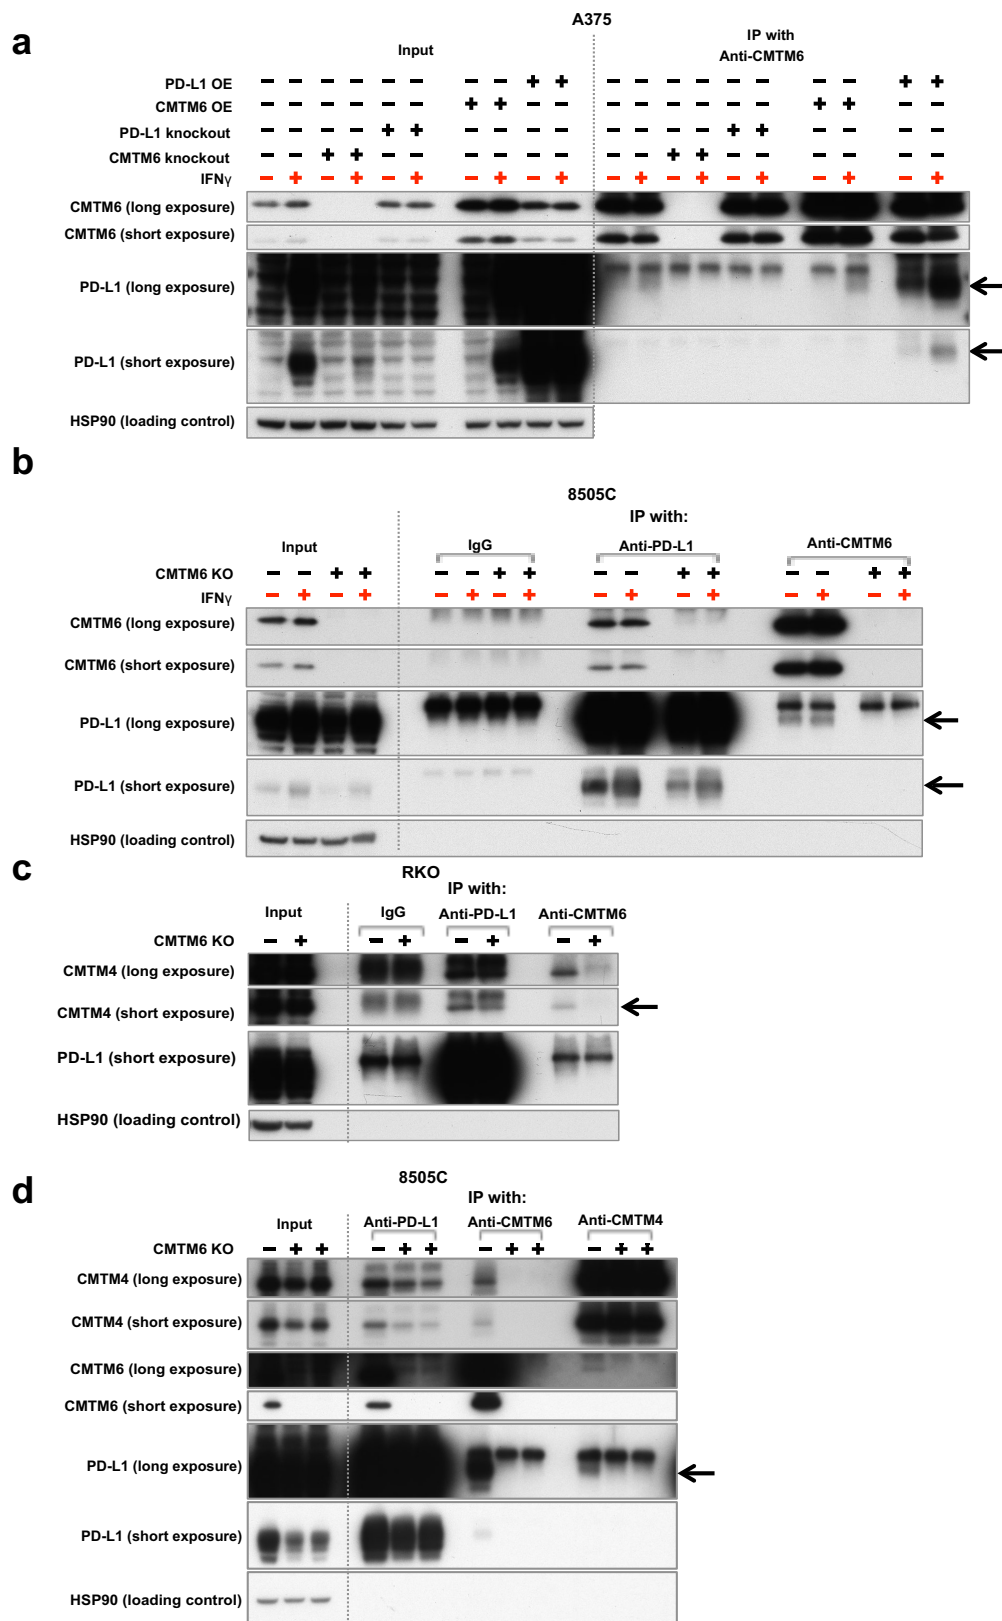 a
A375
Input
IP with
Anti-CMTM6
PD-L1 OE − − − − − − − − + + − − − − − − − − + +
CMTM6 OE − − − − − − + + − − − − − − − − + + − −
PD-L1 knockout − − − − + + − − − − − − − − + + − − − −
CMTM6 knockout − − + + − − − − − − − − + + − − − − − −
IFNγ − + − + − + − + − + − + − + − + − + − +
CMTM6 (long exposure)
CMTM6 (short exposure)
PD-L1 (long exposure)
PD-L1 (short exposure)
HSP90 (loading control)
b
8505C
IP with:
Input IgG Anti-PD-L1 Anti-CMTM6
CMTM6 KO − − + + − − + + − − + + − − + +
IFNγ − + − + − + − + − + − + − + − +
CMTM6 (long exposure)
CMTM6 (short exposure)
PD-L1 (long exposure)
PD-L1 (short exposure)
HSP90 (loading control)
c
RKO
IP with:
Input IgG Anti-PD-L1 Anti-CMTM6
CMTM6 KO − + − + − + − +
CMTM4 (long exposure)
CMTM4 (short exposure)
PD-L1 (short exposure)
HSP90 (loading control)
d
8505C
IP with:
Input Anti-PD-L1 Anti-CMTM6 Anti-CMTM4
CMTM6 KO − + + − + + − + + − + +
CMTM4 (long exposure)
CMTM4 (short exposure)
CMTM6 (long exposure)
CMTM6 (short exposure)
PD-L1 (long exposure)
PD-L1 (short exposure)
HSP90 (loading control)